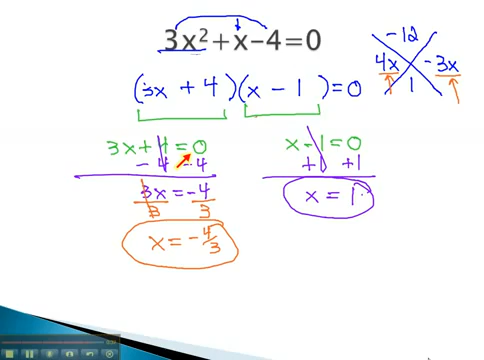 3x²+x-4=0
-12
4x -3x
1
(3x + 4)(x - 1) = 0
3x + 4 = 0
- 4 - 4
3x = -4
3 3
x = -4/3
x - 1 = 0
+1 +1
x = 1